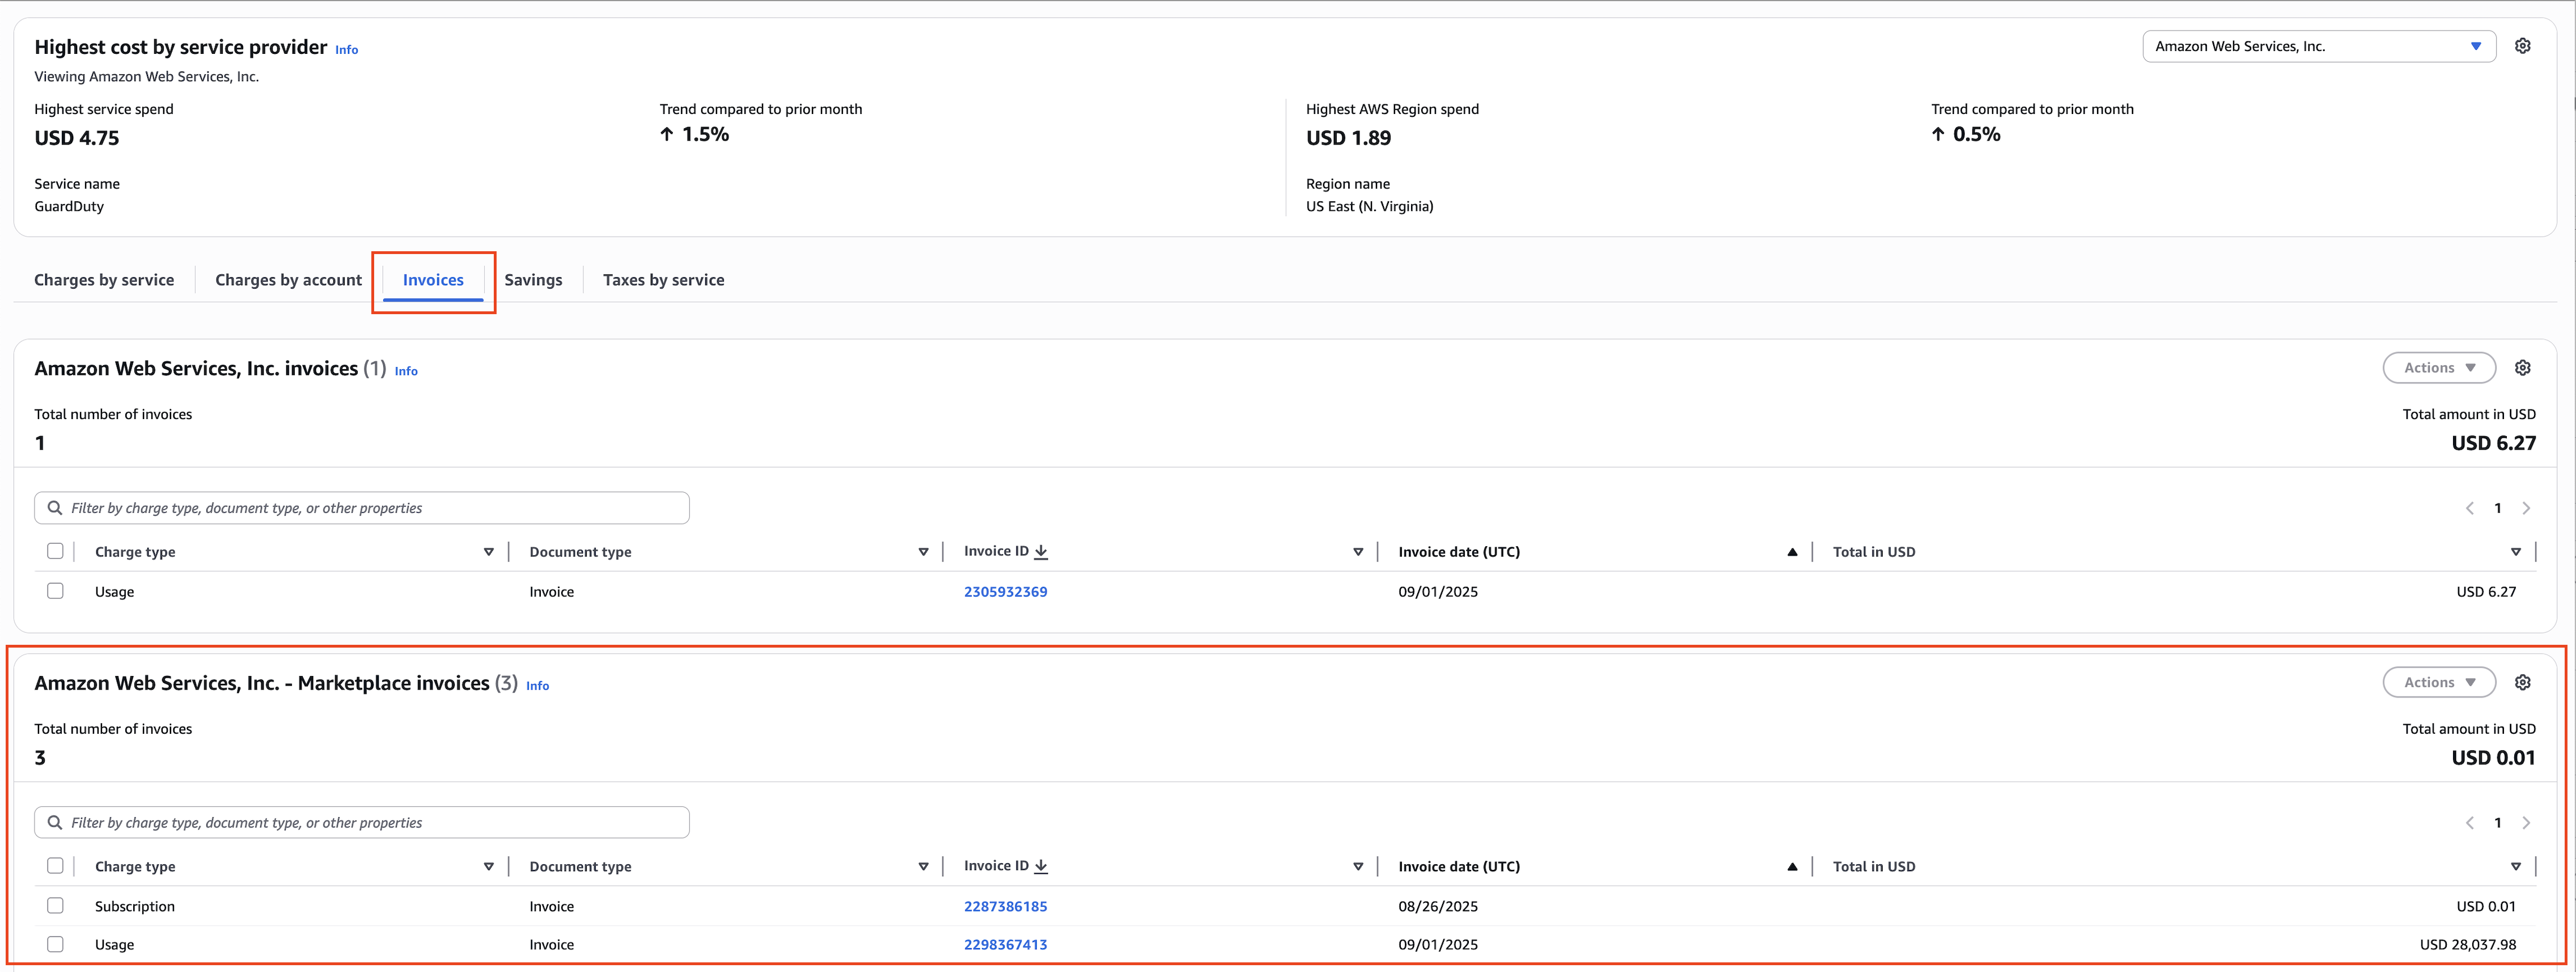 Highest cost by service provider Info
Amazon Web Services, Inc.
Viewing Amazon Web Services, Inc.
Highest service spend
USD 4.75
Trend compared to prior month
↑ 1.5%
Highest AWS Region spend
USD 1.89
Trend compared to prior month
↑ 0.5%
Service name
GuardDuty
Region name
US East (N. Virginia)
Charges by service Charges by account Invoices Savings Taxes by service
Amazon Web Services, Inc. invoices (1) Info
Actions
Total number of invoices
1
Total amount in USD
USD 6.27
Filter by charge type, document type, or other properties
1
Charge type Document type Invoice ID Invoice date (UTC) Total in USD
Usage Invoice 2305932369 09/01/2025 USD 6.27
Amazon Web Services, Inc. - Marketplace invoices (3) Info
Actions
Total number of invoices
3
Total amount in USD
USD 0.01
Filter by charge type, document type, or other properties
1
Charge type Document type Invoice ID Invoice date (UTC) Total in USD
Subscription Invoice 2287386185 08/26/2025 USD 0.01
Usage Invoice 2298367413 09/01/2025 USD 28,037.98